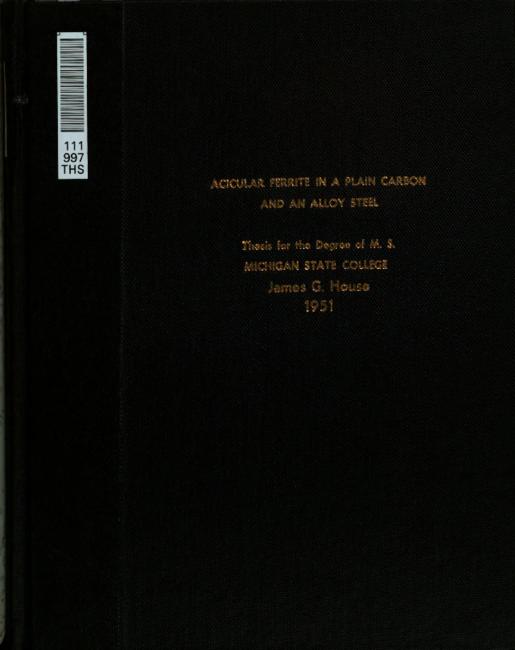 111
997
THS
ACICULAR FERRITE IN A PLAIN CARBON
AND AN ALLOY STEEL
Thesis for the Degree of M. S.
MICHIGAN STATE COLLEGE
James G. House
1951